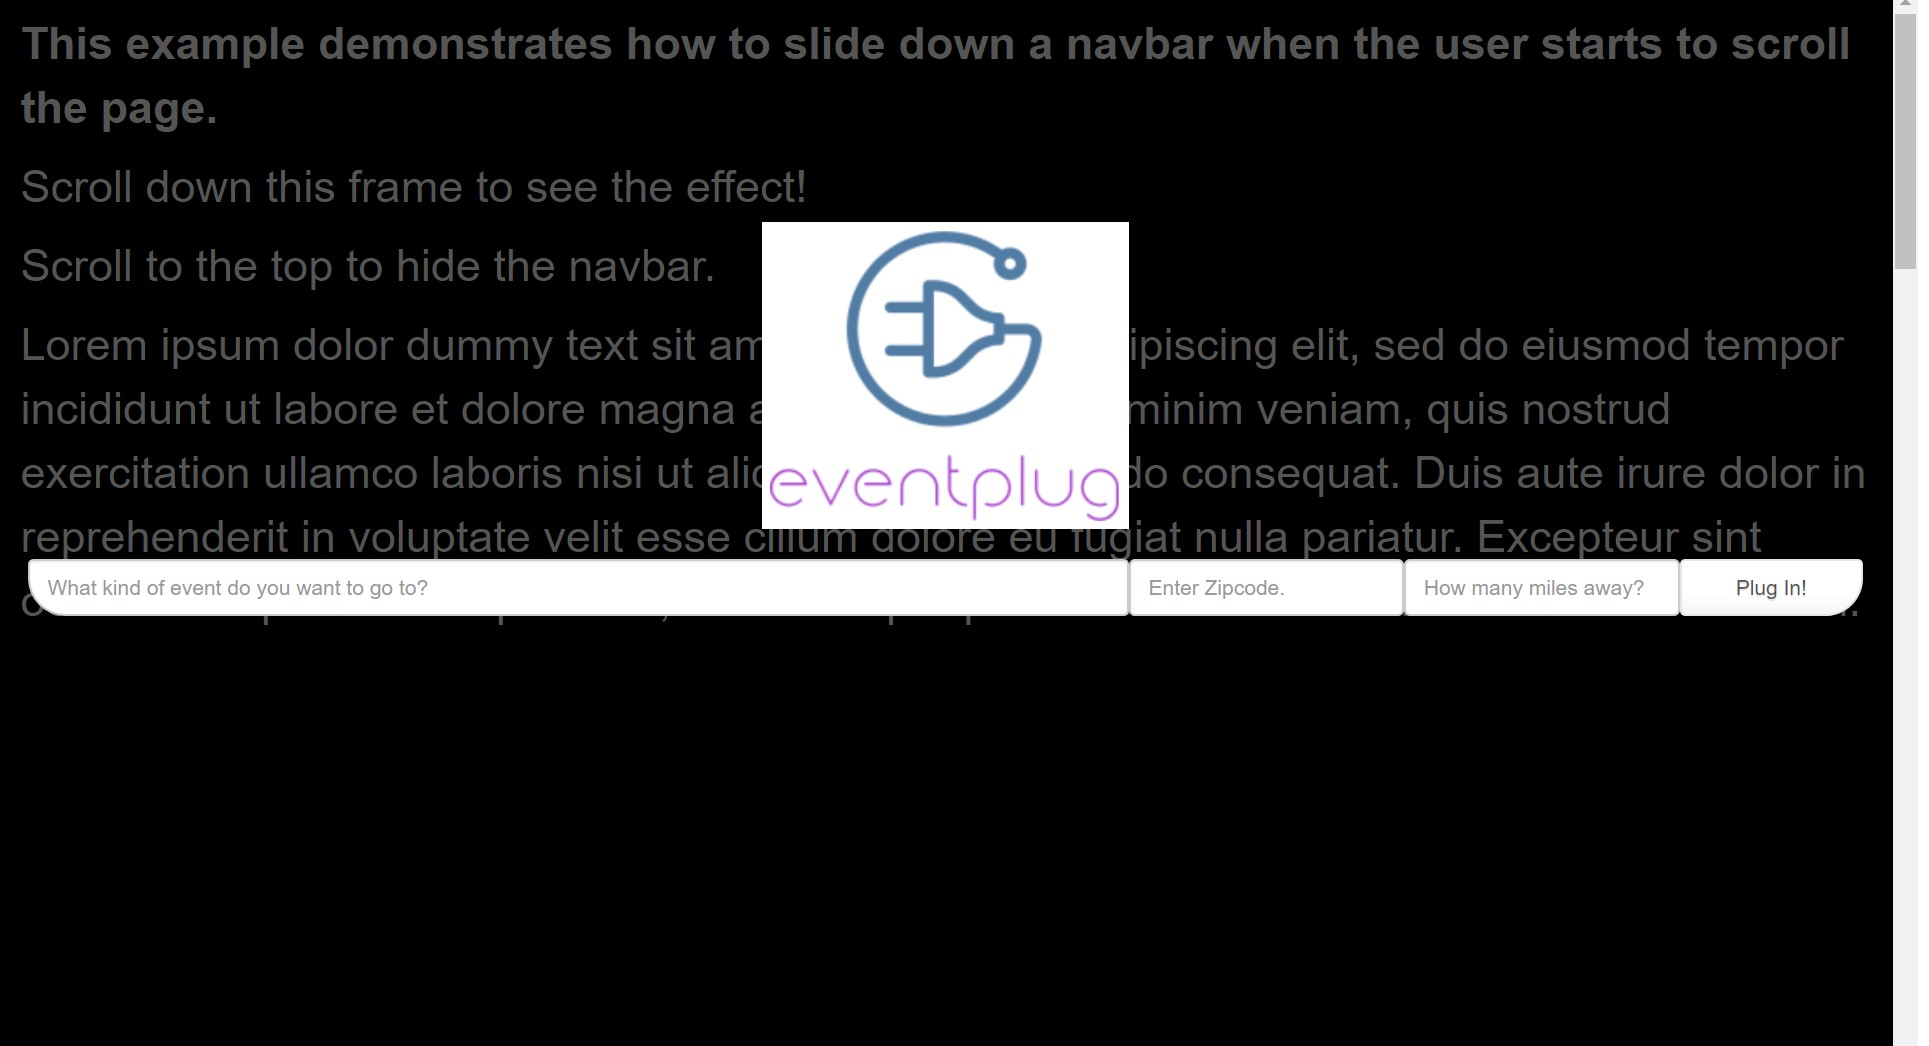 This example demonstrates how to slide down a navbar when the user starts to scroll
the page.
Scroll down this frame to see the effect!
Scroll to the top to hide the navbar.
Lorem ipsum dolor dummy text sit am ipiscing elit, sed do eiusmod tempor
incididunt ut labore et dolore magna a minim veniam, quis nostrud
exercitation ullamco laboris nisi ut alic do consequat. Duis aute irure dolor in
eventplug
reprehenderit in voluptate velit esse cillum dolore eu fugiat nulla pariatur. Excepteur sint
What kind of event do you want to go to? Enter Zipcode. How many miles away? Plug In!